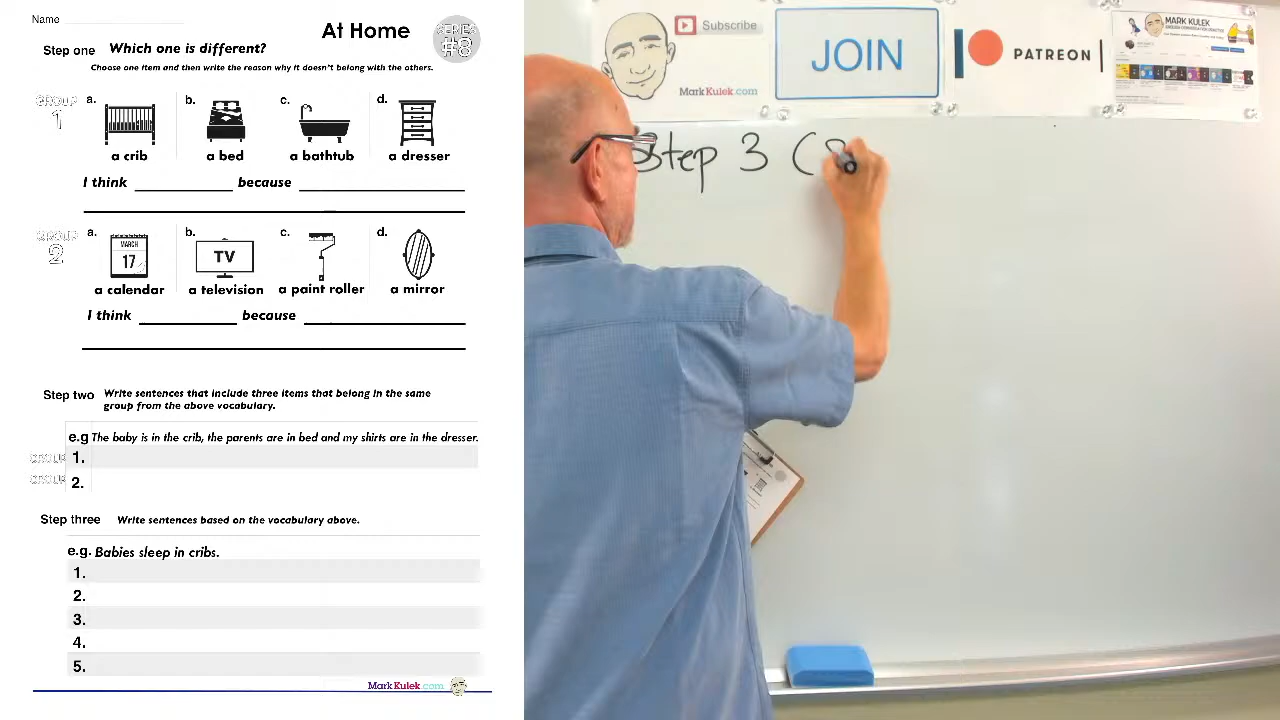 Name
At Home
#8
Step one Which one is different?
Choose one item and then write the reason why it doesn't belong with the others.
group 1
a. b. c. d.
a crib a bed a bathtub a dresser
I think because
group 2
a. b. c. d.
MARCH
17
TV
a calendar a television a paint roller a mirror
I think because
Step two Write sentences that include three items that belong in the same
group from the above vocabulary.
e.g The baby is in the crib, the parents are in bed and my shirts are in the dresser.
group 1.
group 2.
Step three Write sentences based on the vocabulary above.
e.g. Babies sleep in cribs.
1.
2.
3.
4.
5.
MarkKulek.com
Subscribe
MarkKulek.com
JOIN
PATREON
MARK KULEK
Step 3 (